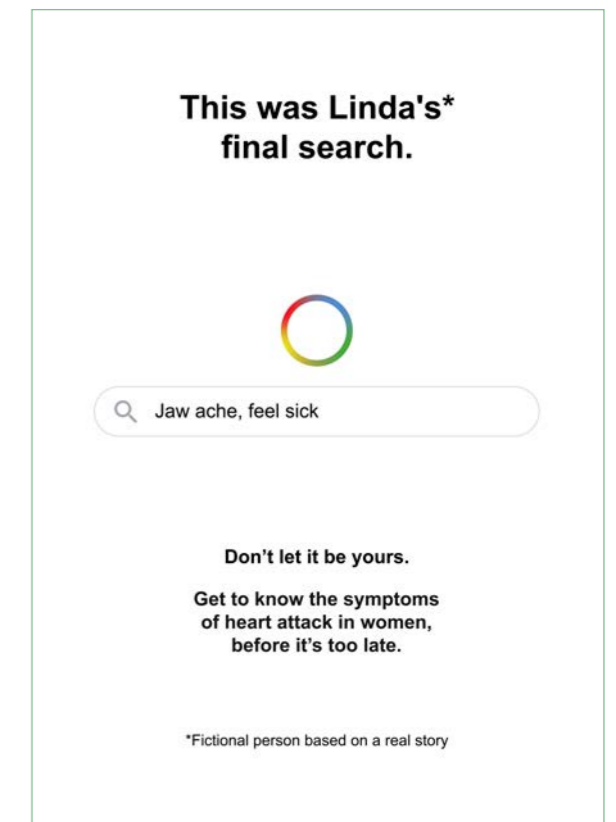 This was Linda's*
final search.
Jaw ache, feel sick
Don’t let it be yours.
Get to know the symptoms
of heart attack in women,
before it’s too late.
*Fictional person based on a real story